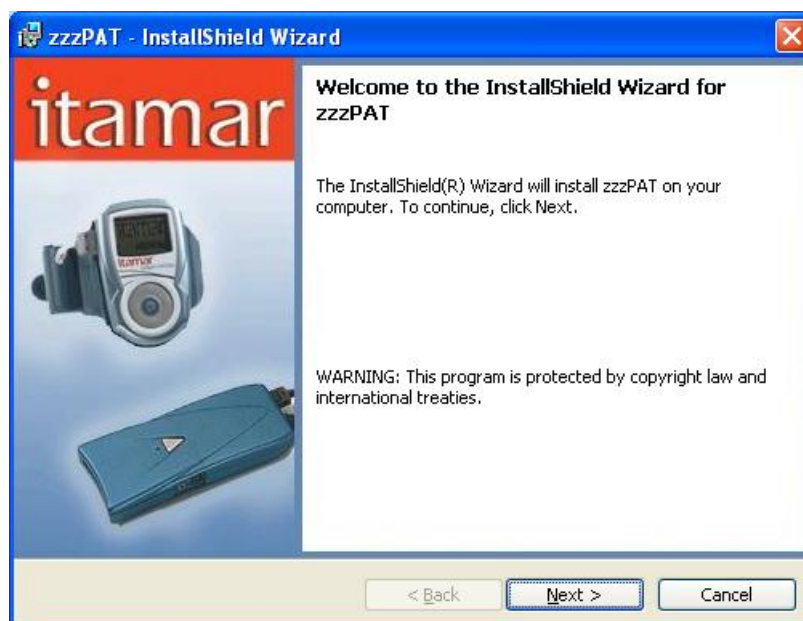 zzzPAT - InstallShield Wizard
itamar
Welcome to the InstallShield Wizard for
zzzPAT
The InstallShield(R) Wizard will install zzzPAT on your
computer. To continue, click Next.
itamar
WARNING: This program is protected by copyright law and
international treaties.
< Back
Next >
Cancel